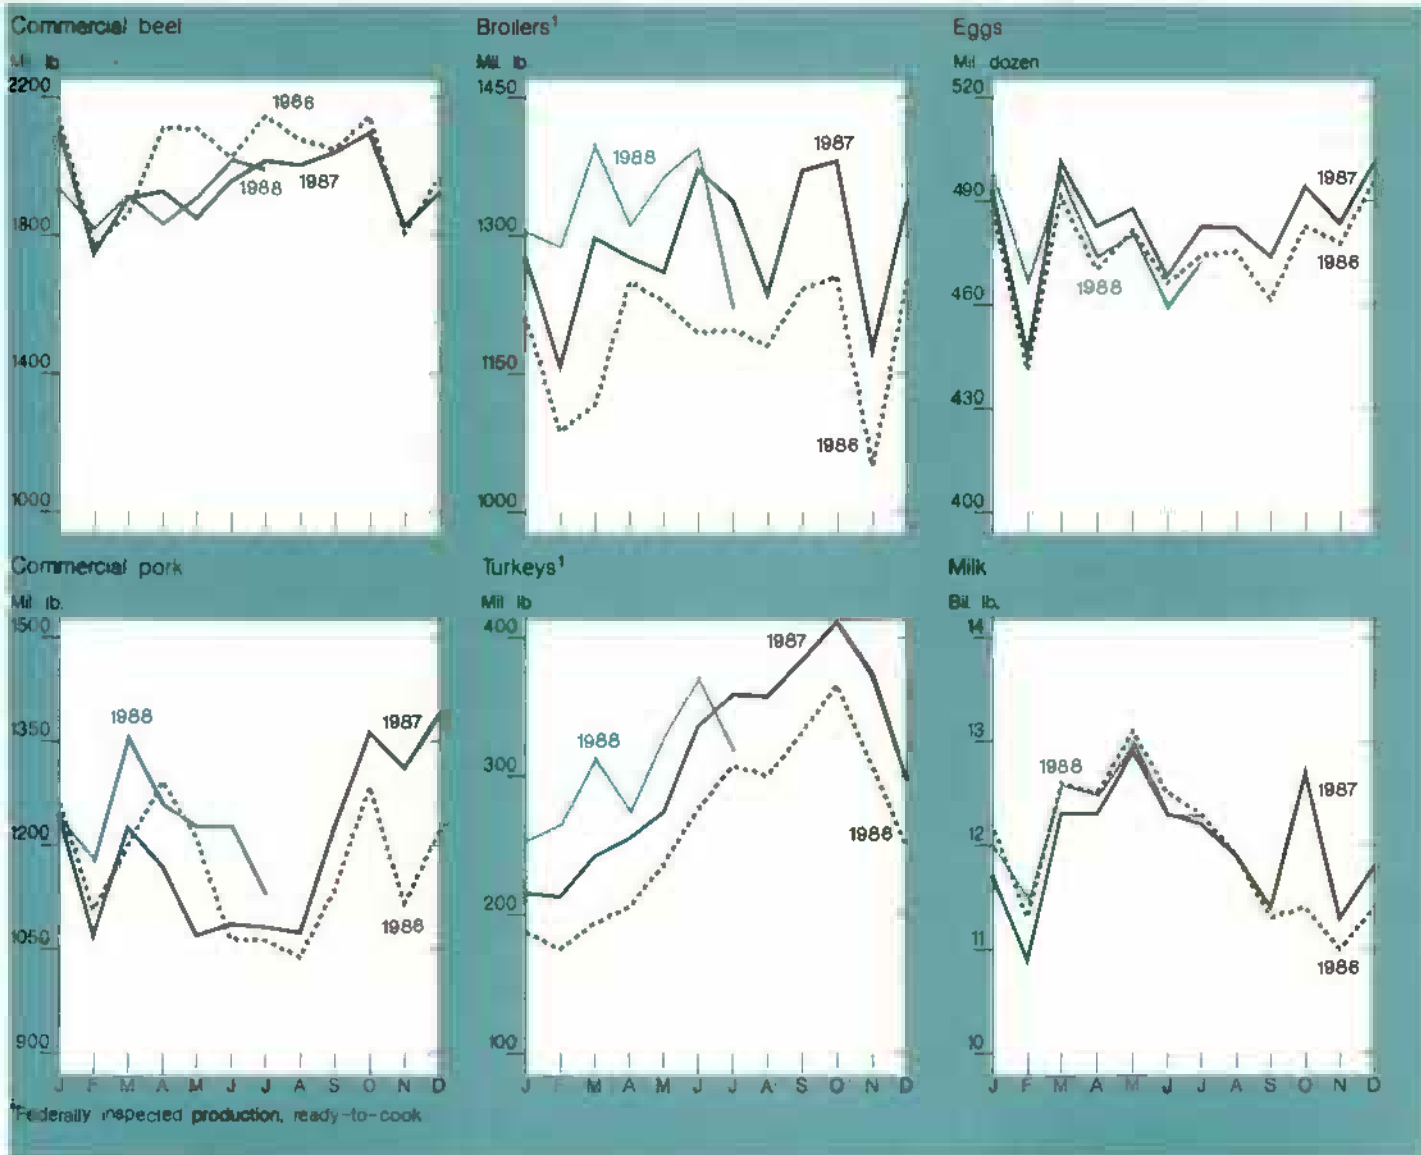 Commercial beef
Mil. lb.
2200
1800
1400
1000
1986
1988
1987
Broilers¹
Mil. lb.
1450
1300
1150
1000
1988
1987
1986
Eggs
Mil. dozen
520
490
460
430
400
1987
1986
1988
Commercial pork
Mil. lb.
1500
1350
1200
1050
900
1988
1987
1986
J F M A M J J A S O N D
Turkeys¹
Mil. lb.
400
300
200
100
1987
1988
1986
J F M A M J J A S O N D
Milk
Bil. lb.
14
13
12
11
10
1988
1987
1986
J F M A M J J A S O N D
¹Federally inspected production, ready-to-cook